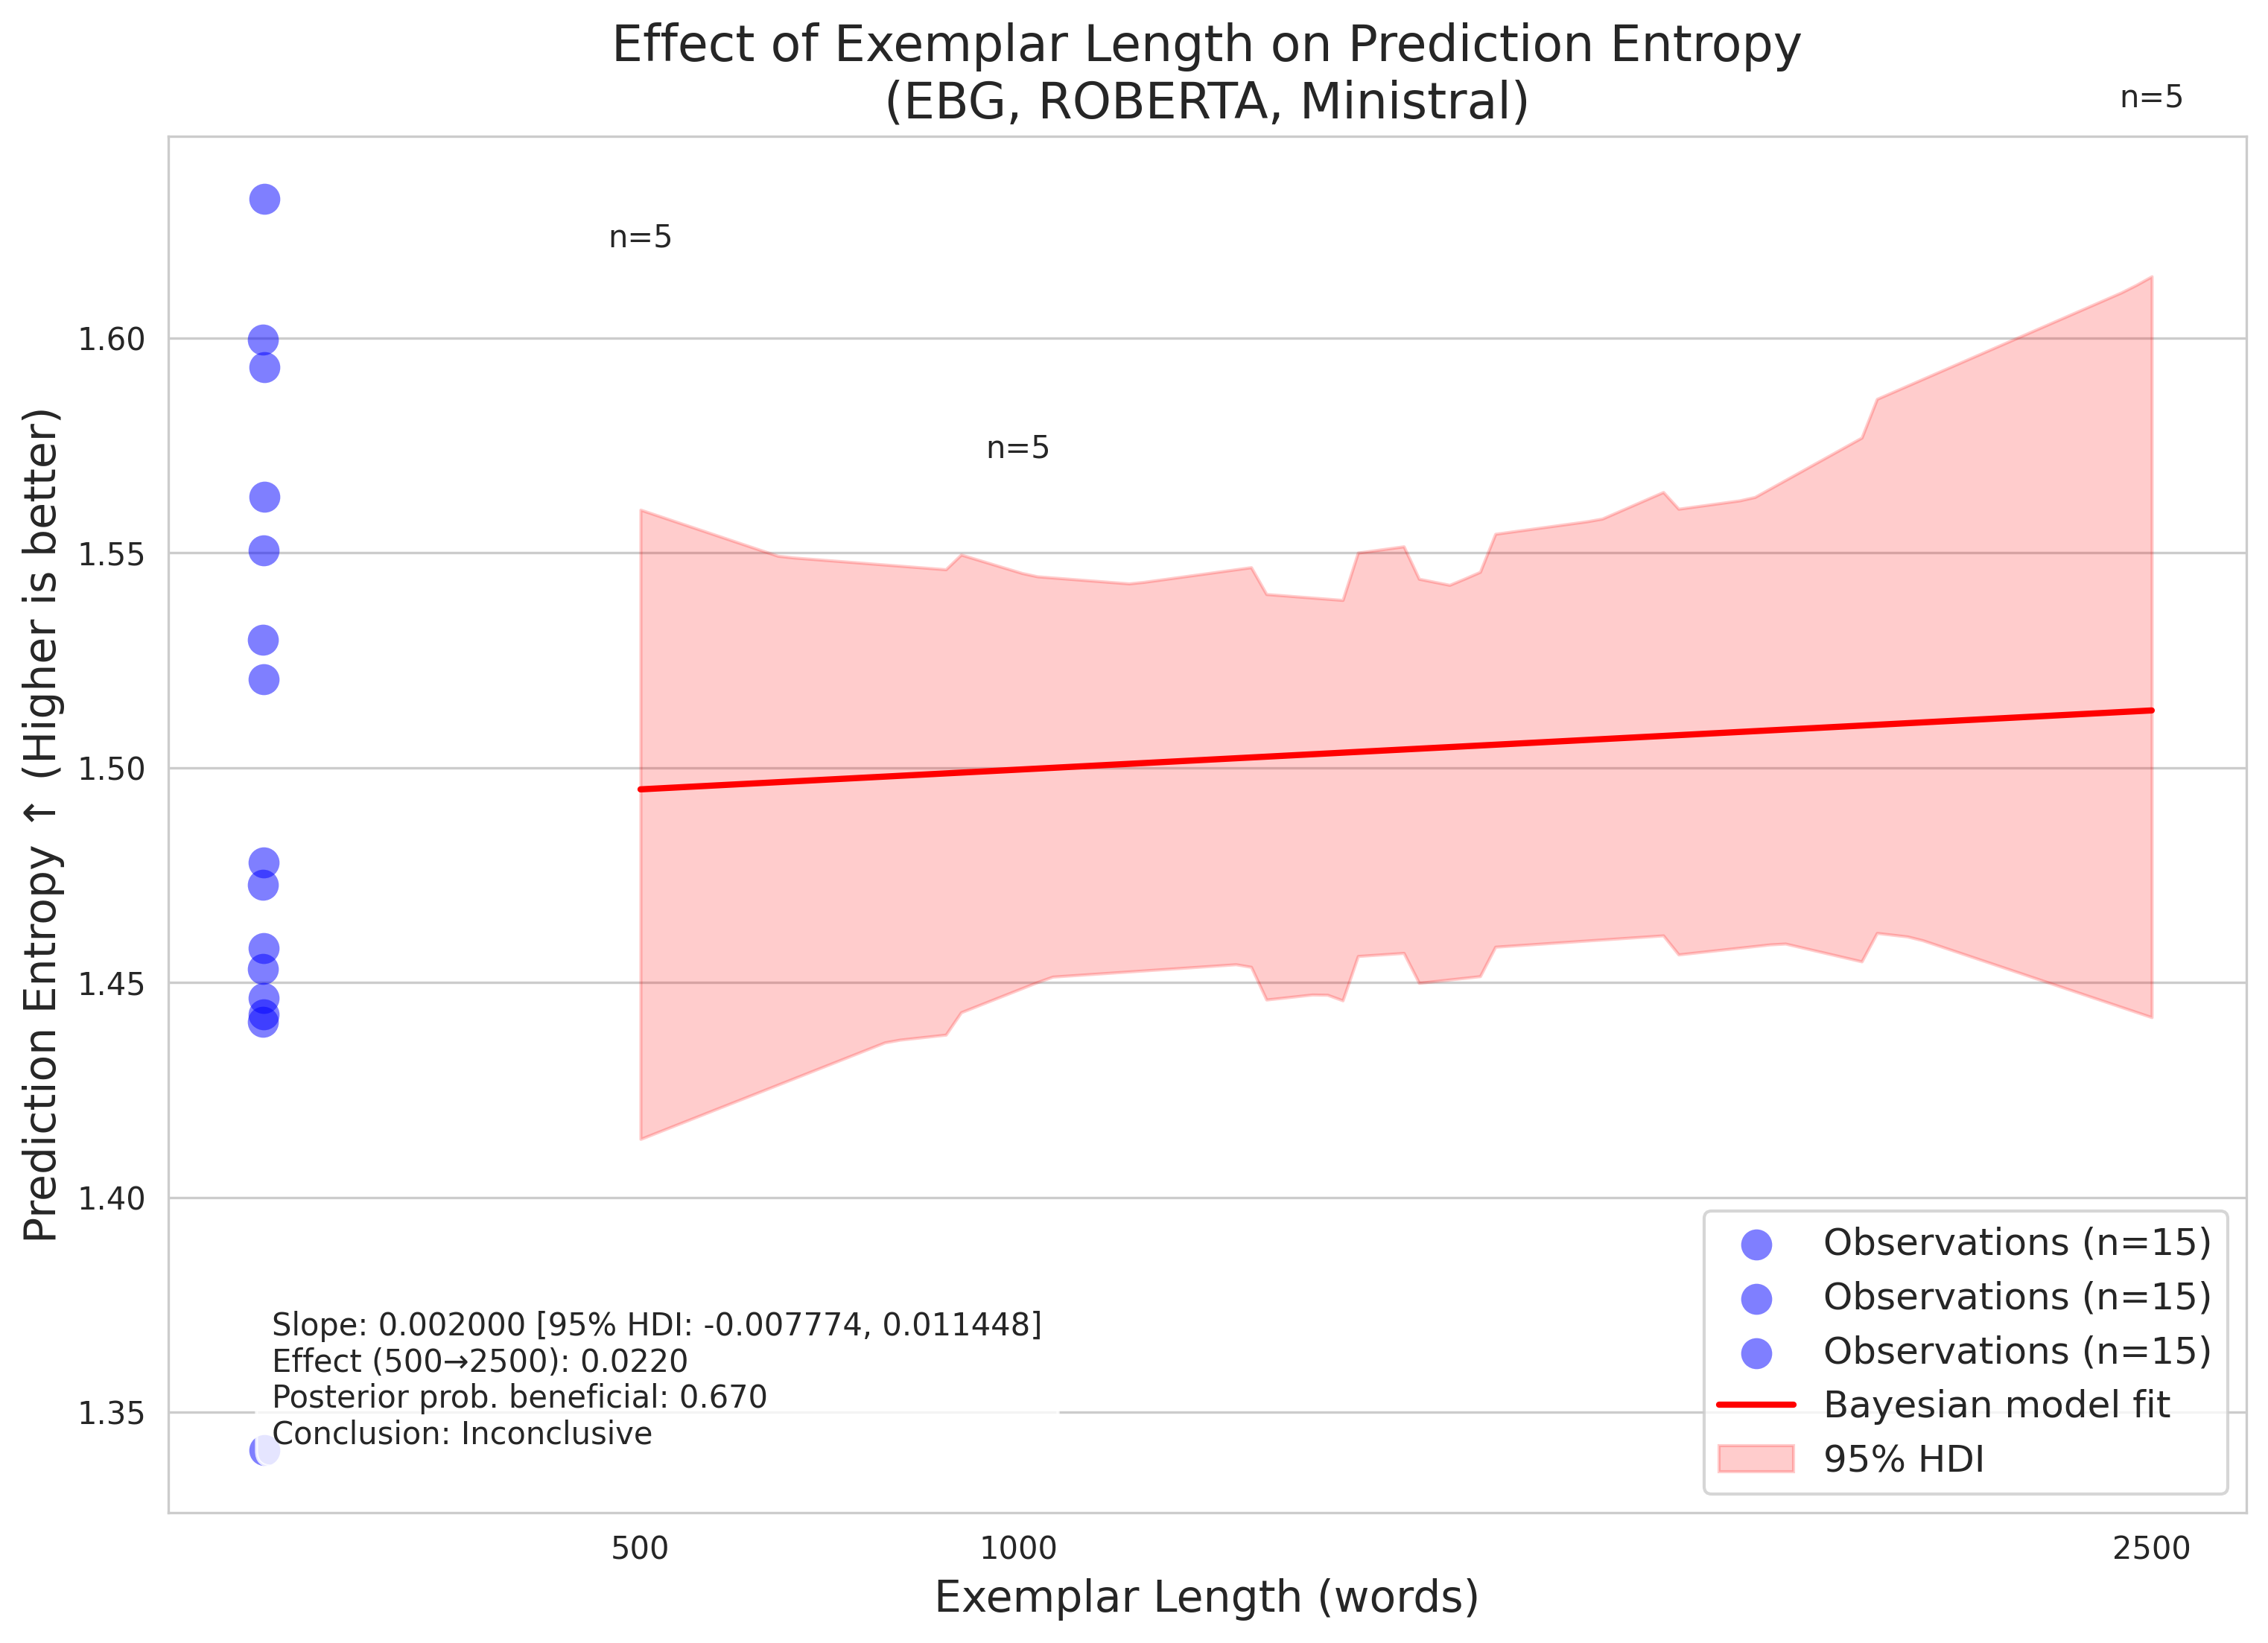 Effect of Exemplar Length on Prediction Entropy
(EBG, ROBERTA, Ministral)
n=5
n=5
n=5
Prediction Entropy ↑ (Higher is better)
1.60
1.55
1.50
1.45
1.40
1.35
Slope: 0.002000 [95% HDI: -0.007774, 0.011448]
Effect (500→2500): 0.0220
Posterior prob. beneficial: 0.670
Conclusion: Inconclusive
Observations (n=15)
Observations (n=15)
Observations (n=15)
Bayesian model fit
95% HDI
500
1000
2500
Exemplar Length (words)